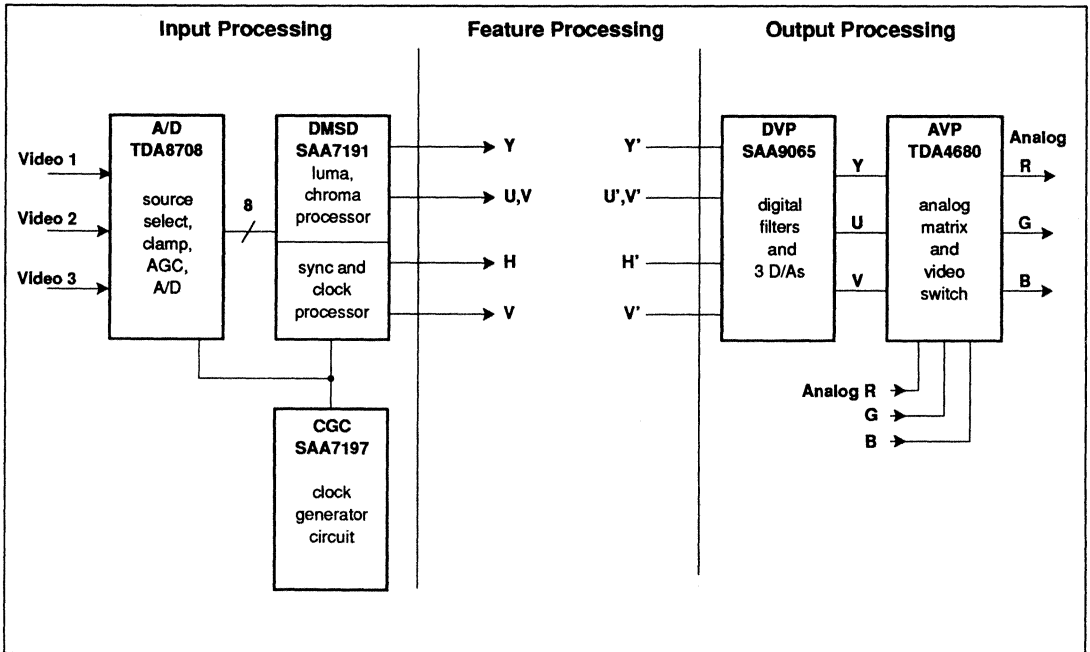 Input Processing
Feature Processing
Output Processing
Video 1
Video 2
Video 3
A/D
TDA8708
source
select,
clamp,
AGC,
A/D
8
DMSD
SAA7191
luma,
chroma
processor
sync and
clock
processor
CGC
SAA7197
clock
generator
circuit
Y
U,V
H
V
Y'
U',V'
H'
V'
DVP
SAA9065
digital
filters
and
3 D/As
Y
U
V
AVP
TDA4680
analog
matrix
and
video
switch
Analog
R
G
B
Analog R
G
B